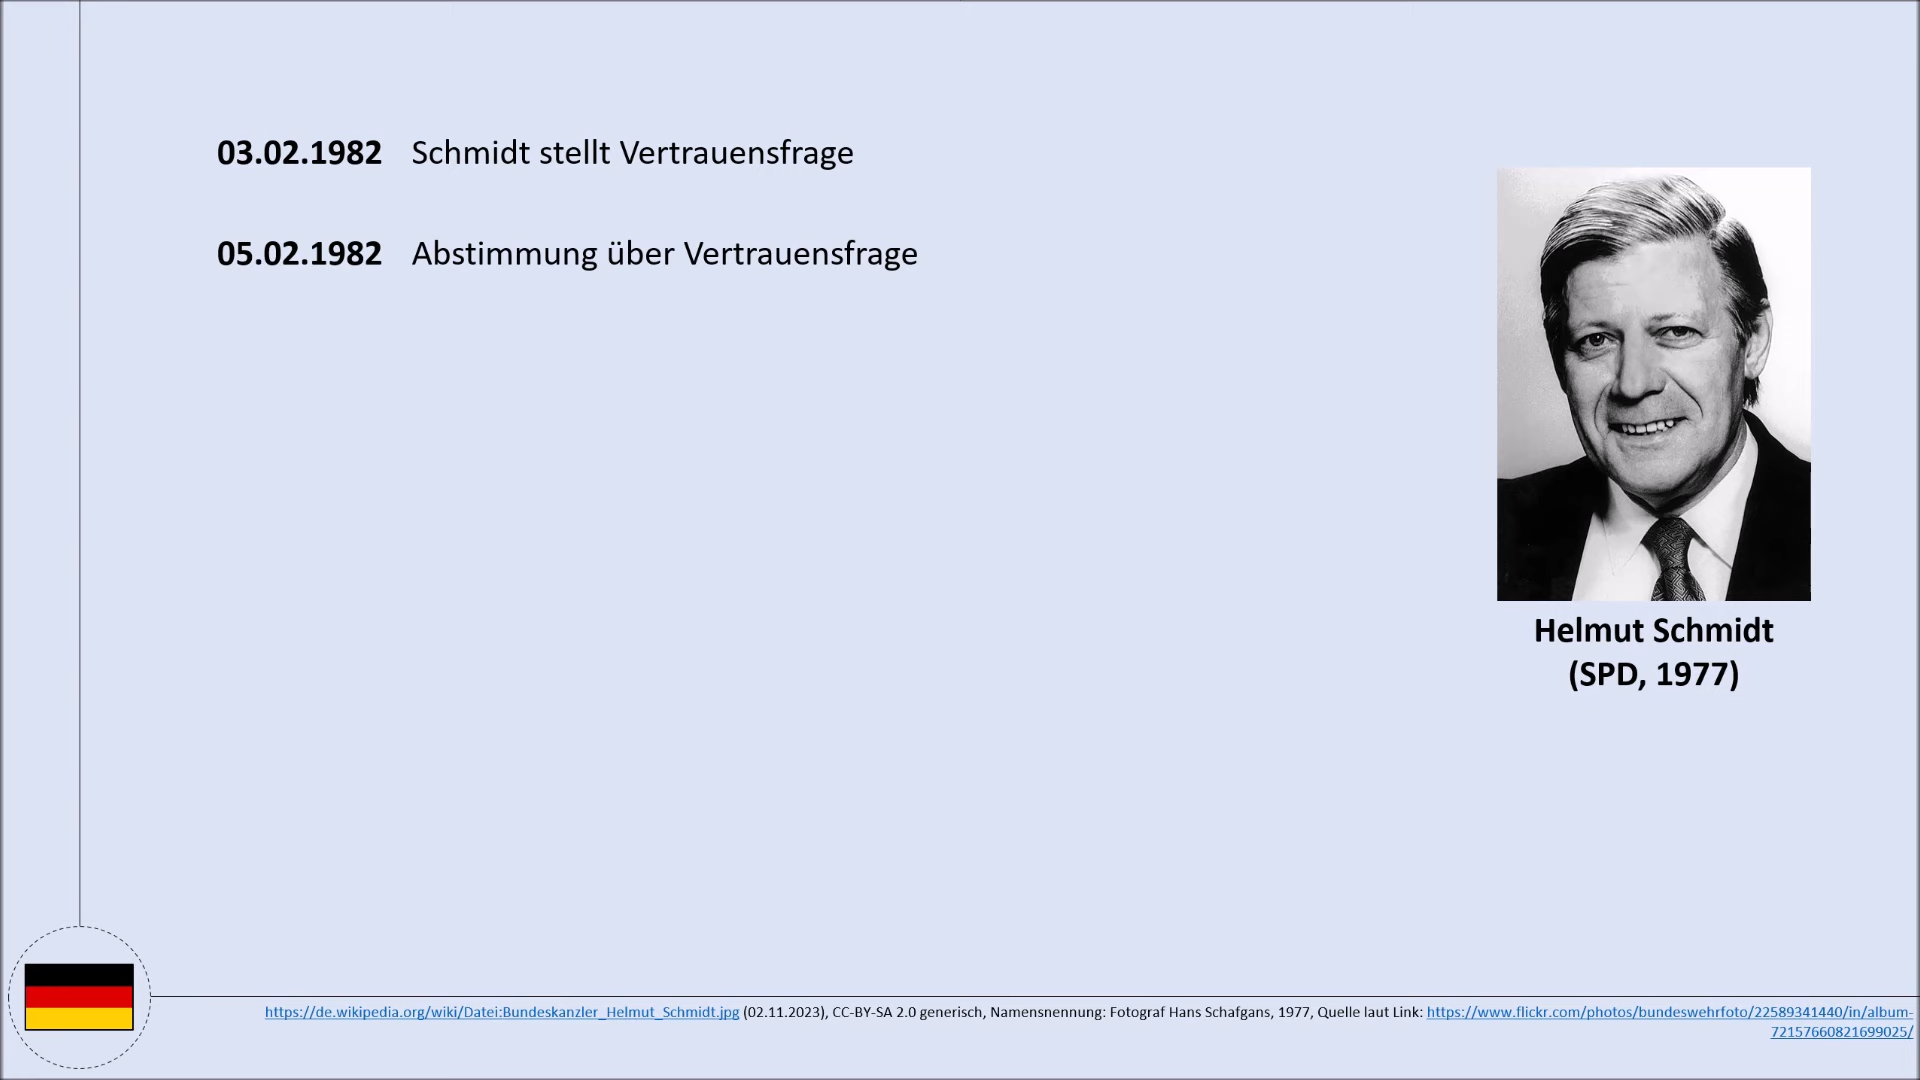 03.02.1982 Schmidt stellt Vertrauensfrage
05.02.1982 Abstimmung über Vertrauensfrage
Helmut Schmidt
(SPD, 1977)
https://de.wikipedia.org/wiki/Datei:Bundeskanzler_Helmut_Schmidt.jpg (02.11.2023), CC-BY-SA 2.0 generisch, Namensnennung: Fotograf Hans Schafgans, 1977, Quelle laut Link: https://www.flickr.com/photos/bundeswehrfoto/22589341440/in/album-
72157660821699025/